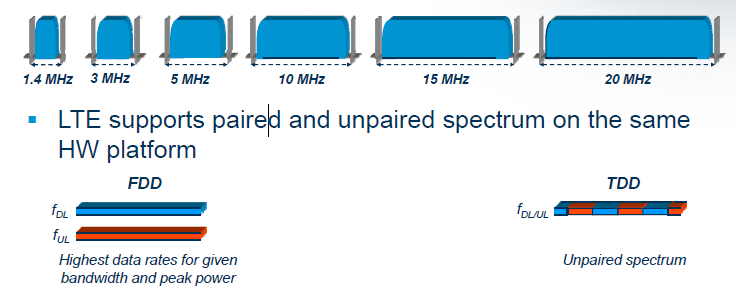 1.4 MHz 3 MHz 5 MHz 10 MHz 15 MHz 20 MHz
▪ LTE supports paired and unpaired spectrum on the same
HW platform
FDD
fDL
fUL
Highest data rates for given
bandwidth and peak power
TDD
fDL/UL
Unpaired spectrum